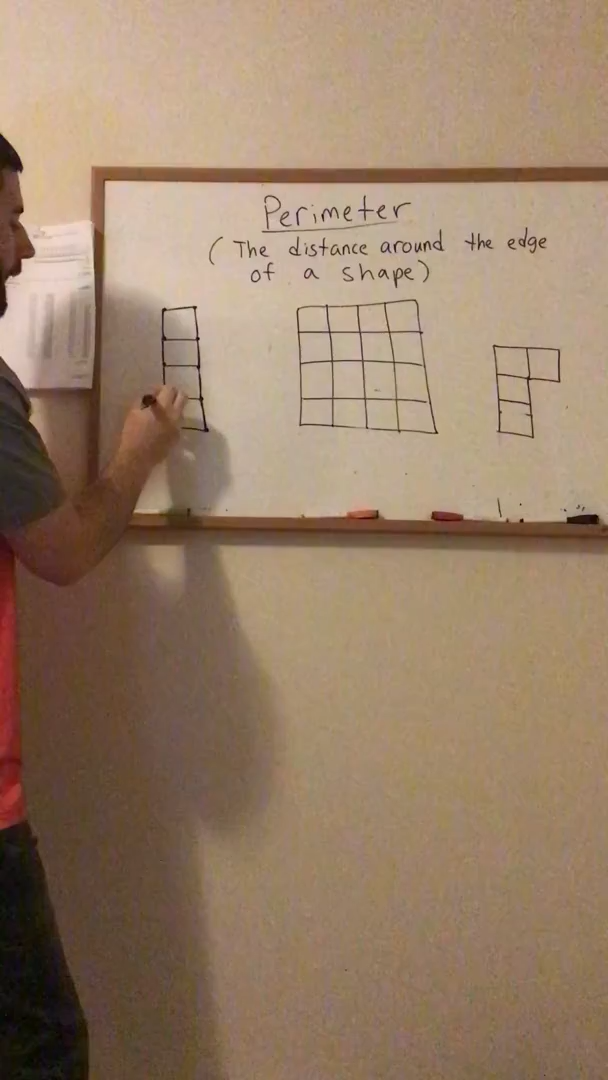 Perimeter
( The distance around the edge
of a shape)